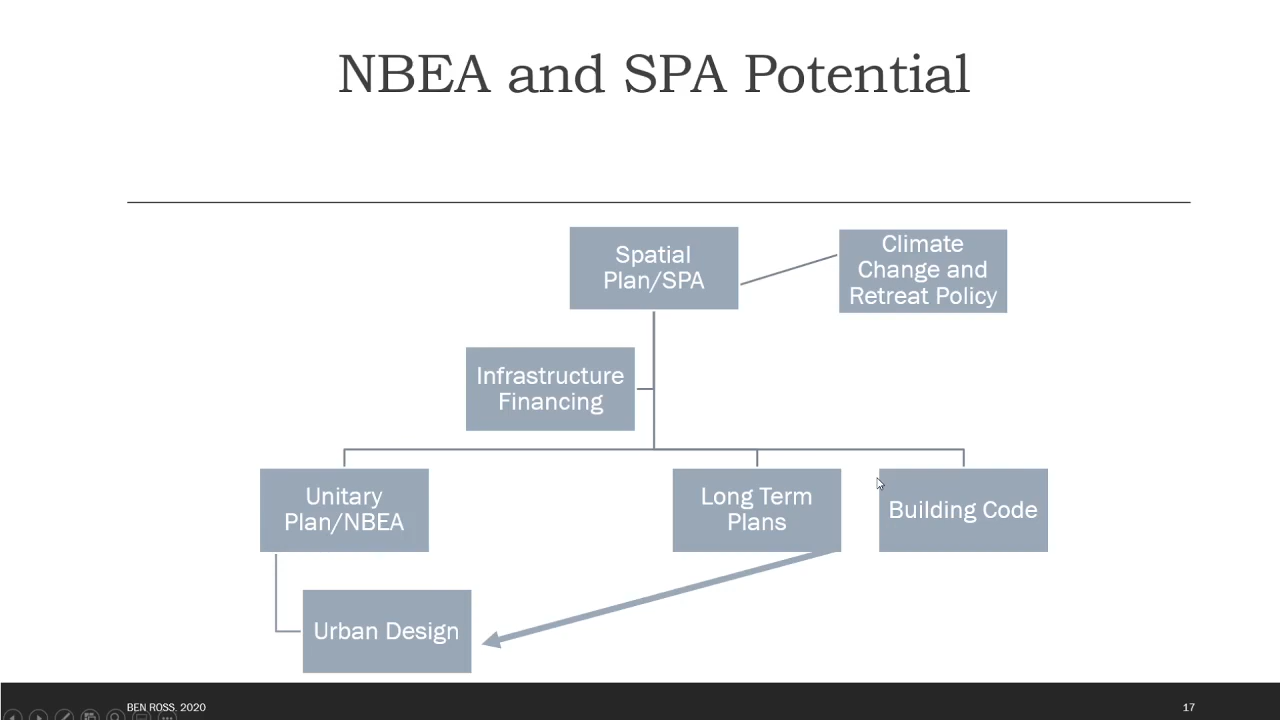 NBEA and SPA Potential
Spatial
Plan/SPA
Climate
Change and
Retreat Policy
Infrastructure
Financing
Unitary
Plan/NBEA
Long Term
Plans
Building Code
Urban Design
BEN ROSS. 2020
17